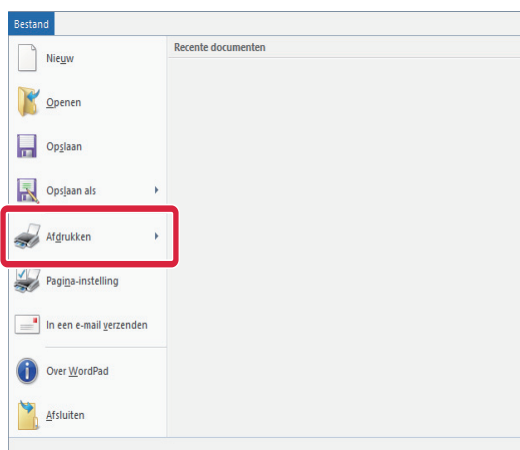 Bestand
Recente documenten
Nieuw
Openen
Opslaan
Opslaan als
Afdrukken
Pagina-instelling
In een e-mail verzenden
Over WordPad
Afsluiten